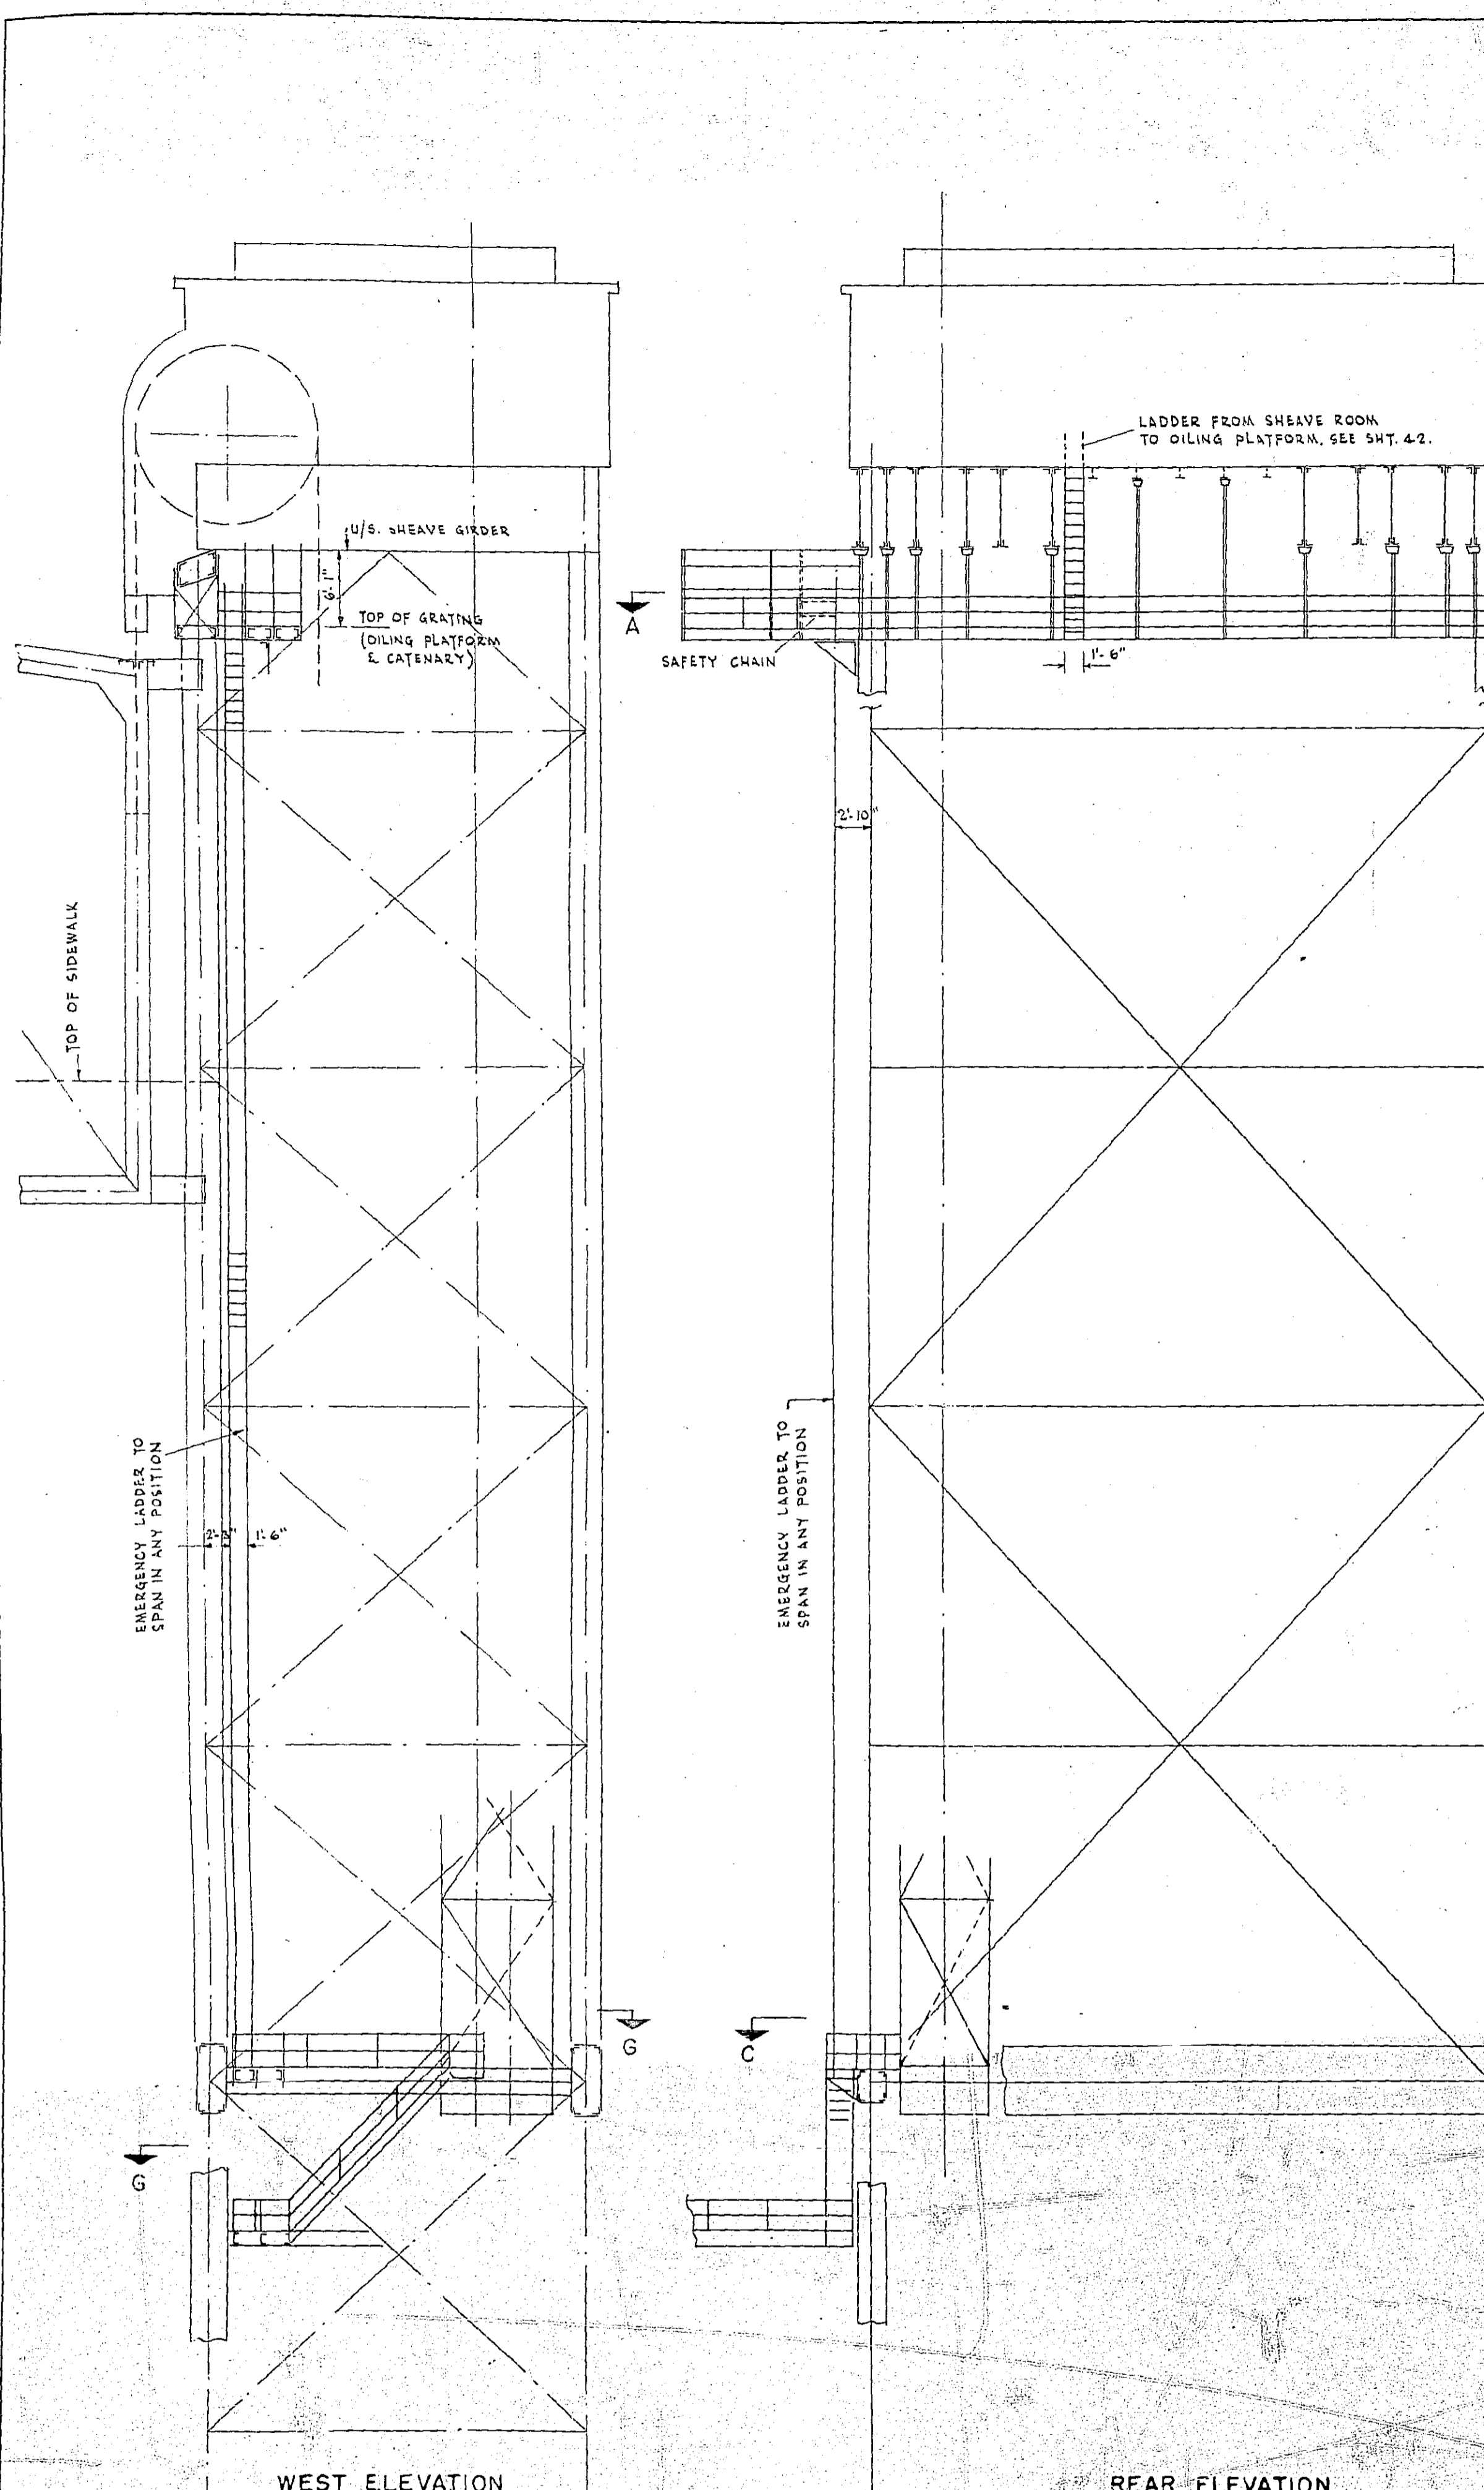 LADDER FROM SHEAVE ROOM
TO OILING PLATFORM, SEE SHT. 42.
U/S. SHEAVE GIRDER
6'-1"
TOP OF GRATING
(OILING PLATFORM
& CATENARY)
A
SAFETY CHAIN
1'-6"
2'-10"
TOP OF SIDEWALK
EMERGENCY LADDER TO
SPAN IN ANY POSITION
2'-3"
1'-6"
EMERGENCY LADDER TO
SPAN IN ANY POSITION
G
C
G
WEST ELEVATION
REAR ELEVATION